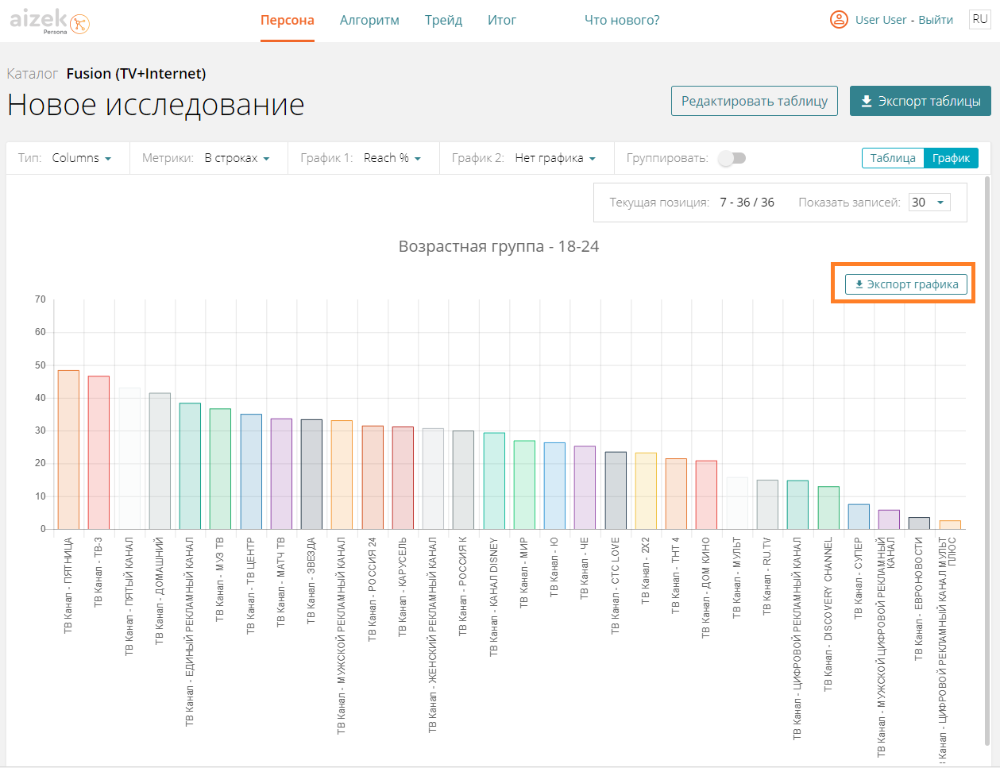 aizek
Persona
Персона Алгоритм Трейд Итог Что нового?
User User - Выйти RU
Каталог Fusion (TV+Internet)
Новое исследование
Редактировать таблицу Экспорт таблицы
Тип: Columns Метрики: В строках График 1: Reach % График 2: Нет графика Группировать: Таблица График
Текущая позиция: 7 - 36 / 36 Показать записей: 30
Возрастная группа - 18-24
Экспорт графика
70
60
50
40
30
20
10
0
ТВ Канал - ПЯТНИЦА
ТВ Канал - ТВ-3
ТВ Канал - ПЯТЫЙ КАНАЛ
ТВ Канал - ДОМАШНИЙ
ТВ Канал - ЕДИНЫЙ РЕКЛАМНЫЙ КАНАЛ
ТВ Канал - МУЗ ТВ
ТВ Канал - ТВ ЦЕНТР
ТВ Канал - МАТЧ ТВ
ТВ Канал - ЗВЕЗДА
ТВ Канал - МУЖСКОЙ РЕКЛАМНЫЙ КАНАЛ
ТВ Канал - РОССИЯ 24
ТВ Канал - КАРУСЕЛЬ
ТВ Канал - ЖЕНСКИЙ РЕКЛАМНЫЙ КАНАЛ
ТВ Канал - РОССИЯ К
ТВ Канал - КАНАЛ DISNEY
ТВ Канал - МИР
ТВ Канал - Ю
ТВ Канал - ЧЕ
ТВ Канал - СТС LOVE
ТВ Канал - 2X2
ТВ Канал - ТНТ 4
ТВ Канал - ДОМ КИНО
ТВ Канал - МУЛЬТ
ТВ Канал - RU.TV
ТВ Канал - ЦИФРОВОЙ РЕКЛАМНЫЙ КАНАЛ
ТВ Канал - DISCOVERY CHANNEL
ТВ Канал - СУПЕР
ТВ Канал - МУЖСКОЙ ЦИФРОВОЙ РЕКЛАМНЫЙ
КАНАЛ
ТВ Канал - ЕВРОНОВОСТИ
Канал - ЦИФРОВОЙ РЕКЛАМНЫЙ КАНАЛ МУЛЬТ
ПЛЮС